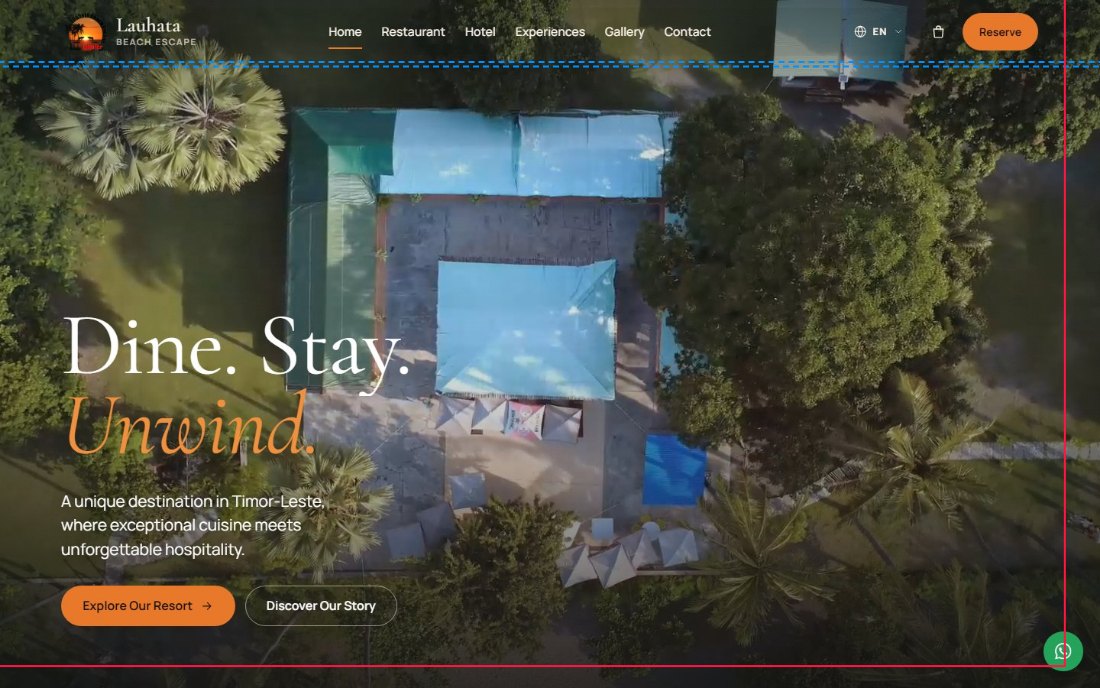 Lauhata
BEACH ESCAPE
Home
Restaurant
Hotel
Experiences
Gallery
Contact
EN
Reserve
Dine. Stay.
Unwind.
A unique destination in Timor-Leste,
where exceptional cuisine meets
unforgettable hospitality.
Explore Our Resort →
Discover Our Story